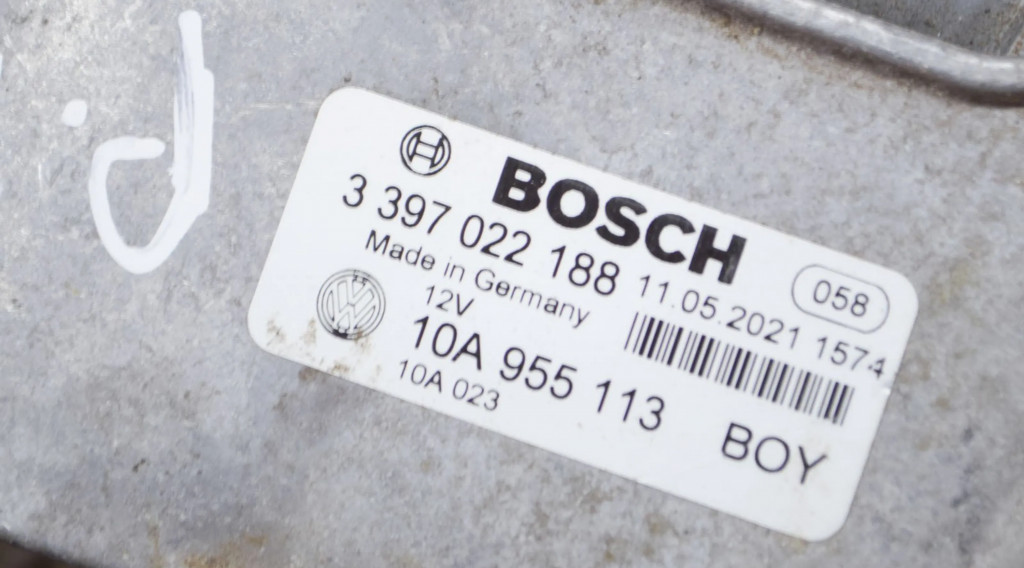 BOSCH
058
3 397 022 188 11.05.2021 1574
Made in Germany
12V
10A 955 113
10A 023
BOY